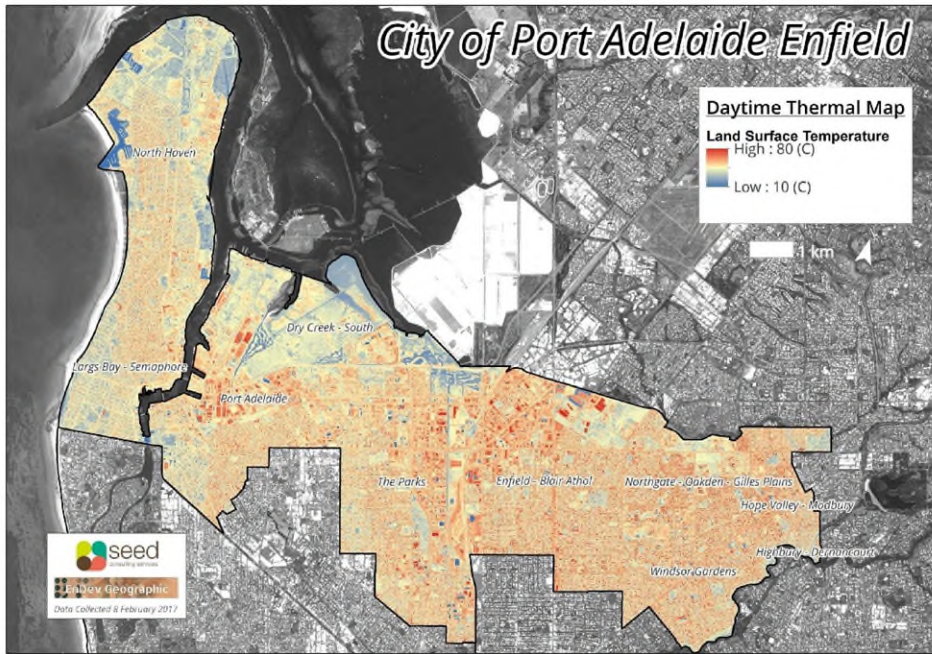 City of Port Adelaide Enfield
Daytime Thermal Map
Land Surface Temperature
High : 80 (C)
Low : 10 (C)
1 km
North Haven
Dry Creek - South
Largs Bay - Semaphore
Port Adelaide
The Parks
Enfield - Blair Athol
Northgate - Oakden - Gilles Plains
Hope Valley - Modbury
Highbury - Dernancourt
Windsor Gardens
seed
consulting services
EnDev Geographic
Data Collected 8 February 2017